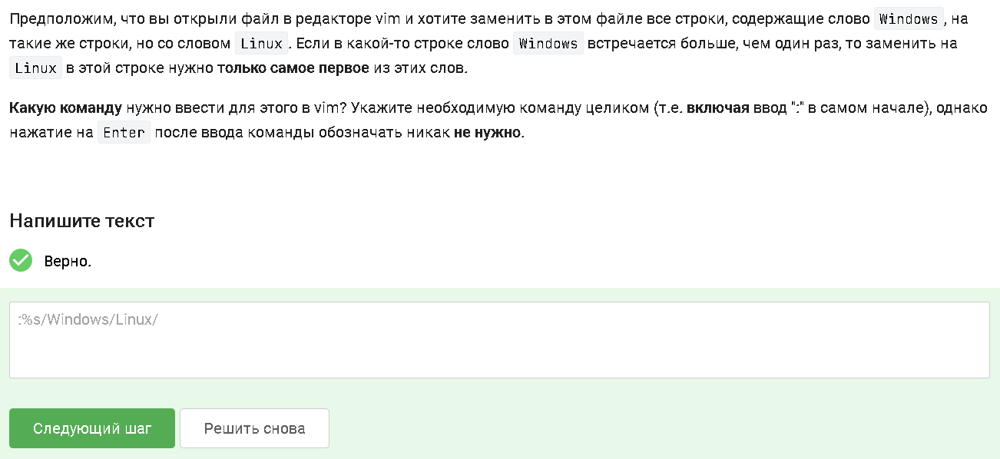 Предположим, что вы открыли файл в редакторе vim и хотите заменить в этом файле все строки, содержащие слово Windows, на
такие же строки, но со словом Linux. Если в какой-то строке слово Windows встречается больше, чем один раз, то заменить на
Linux в этой строке нужно только самое первое из этих слов.
Какую команду нужно ввести для этого в vim? Укажите необходимую команду целиком (т.е. включая ввод ":" в самом начале), однако
нажатие на Enter после ввода команды обозначать никак не нужно.
Напишите текст
Верно.
:%s/Windows/Linux/
Следующий шаг
Решить снова